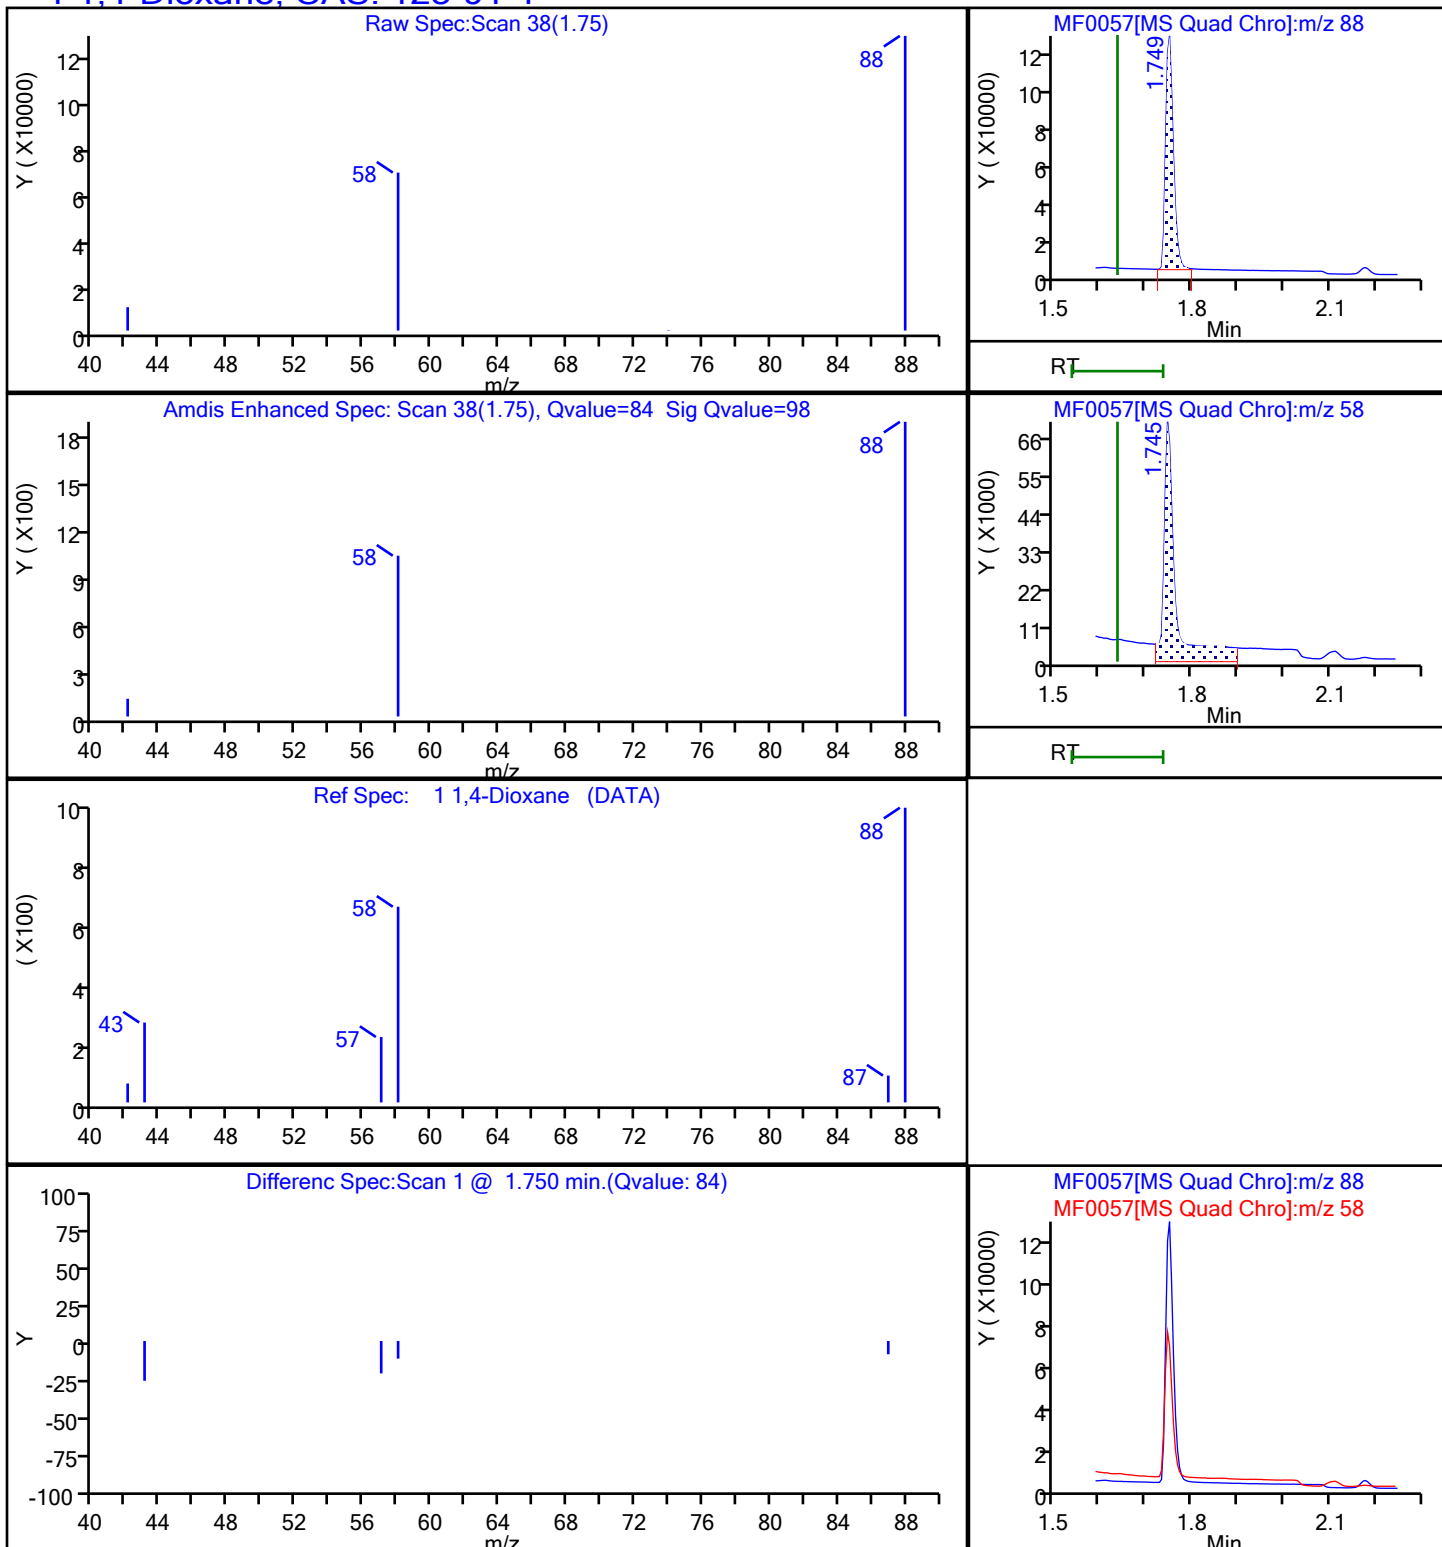 Raw Spec:Scan 38(1.75)
Y ( X10000)
12
10
8
6
4
2
0
88
58
40 44 48 52 56 60 64 68 72 76 80 84 88
m/z
MF0057[MS Quad Chro]:m/z 88
Y ( X10000)
12
10
8
6
4
2
0
1.749
1.5 1.8 2.1
Min
RT
Amdis Enhanced Spec: Scan 38(1.75), Qvalue=84 Sig Qvalue=98
Y ( X100)
18
15
12
9
6
3
0
88
58
40 44 48 52 56 60 64 68 72 76 80 84 88
m/z
MF0057[MS Quad Chro]:m/z 58
Y ( X1000)
66
55
44
33
22
11
0
1.745
1.5 1.8 2.1
Min
RT
Ref Spec: 1 1,4-Dioxane (DATA)
( X100)
10
8
6
4
2
0
88
58
43
57
87
40 44 48 52 56 60 64 68 72 76 80 84 88
Differenc Spec:Scan 1 @ 1.750 min.(Qvalue: 84)
Y
100
75
50
25
0
-25
-50
-75
-100
40 44 48 52 56 60 64 68 72 76 80 84 88
m/z
MF0057[MS Quad Chro]:m/z 88
MF0057[MS Quad Chro]:m/z 58
Y ( X10000)
12
10
8
6
4
2
0
1.5 1.8 2.1
Min